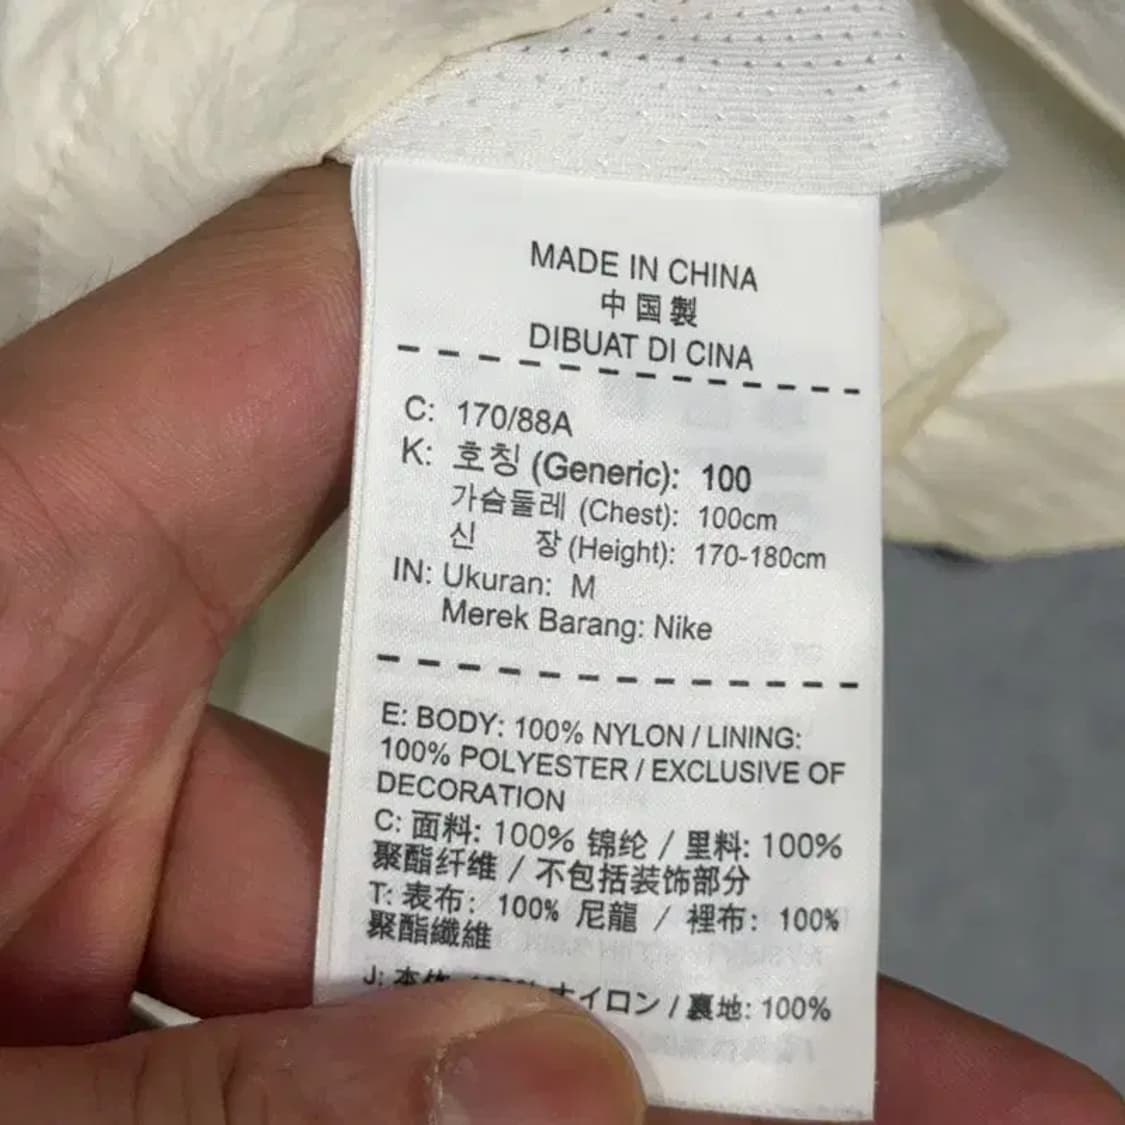 MADE IN CHINA
中国製
DIBUAT DI CINA
C: 170/88A
K: 호칭 (Generic): 100
가슴둘레 (Chest): 100cm
신 장 (Height): 170-180cm
IN: Ukuran: M
Merek Barang: Nike
E: BODY: 100% NYLON / LINING:
100% POLYESTER / EXCLUSIVE OF
DECORATION
C: 面料: 100% 锦纶 / 里料: 100%
聚酯纤维 / 不包括装饰部分
T: 表布: 100% 尼龍 / 裡布: 100%
聚酯纖維
J: 本体: 100% ナイロン / 裏地: 100%